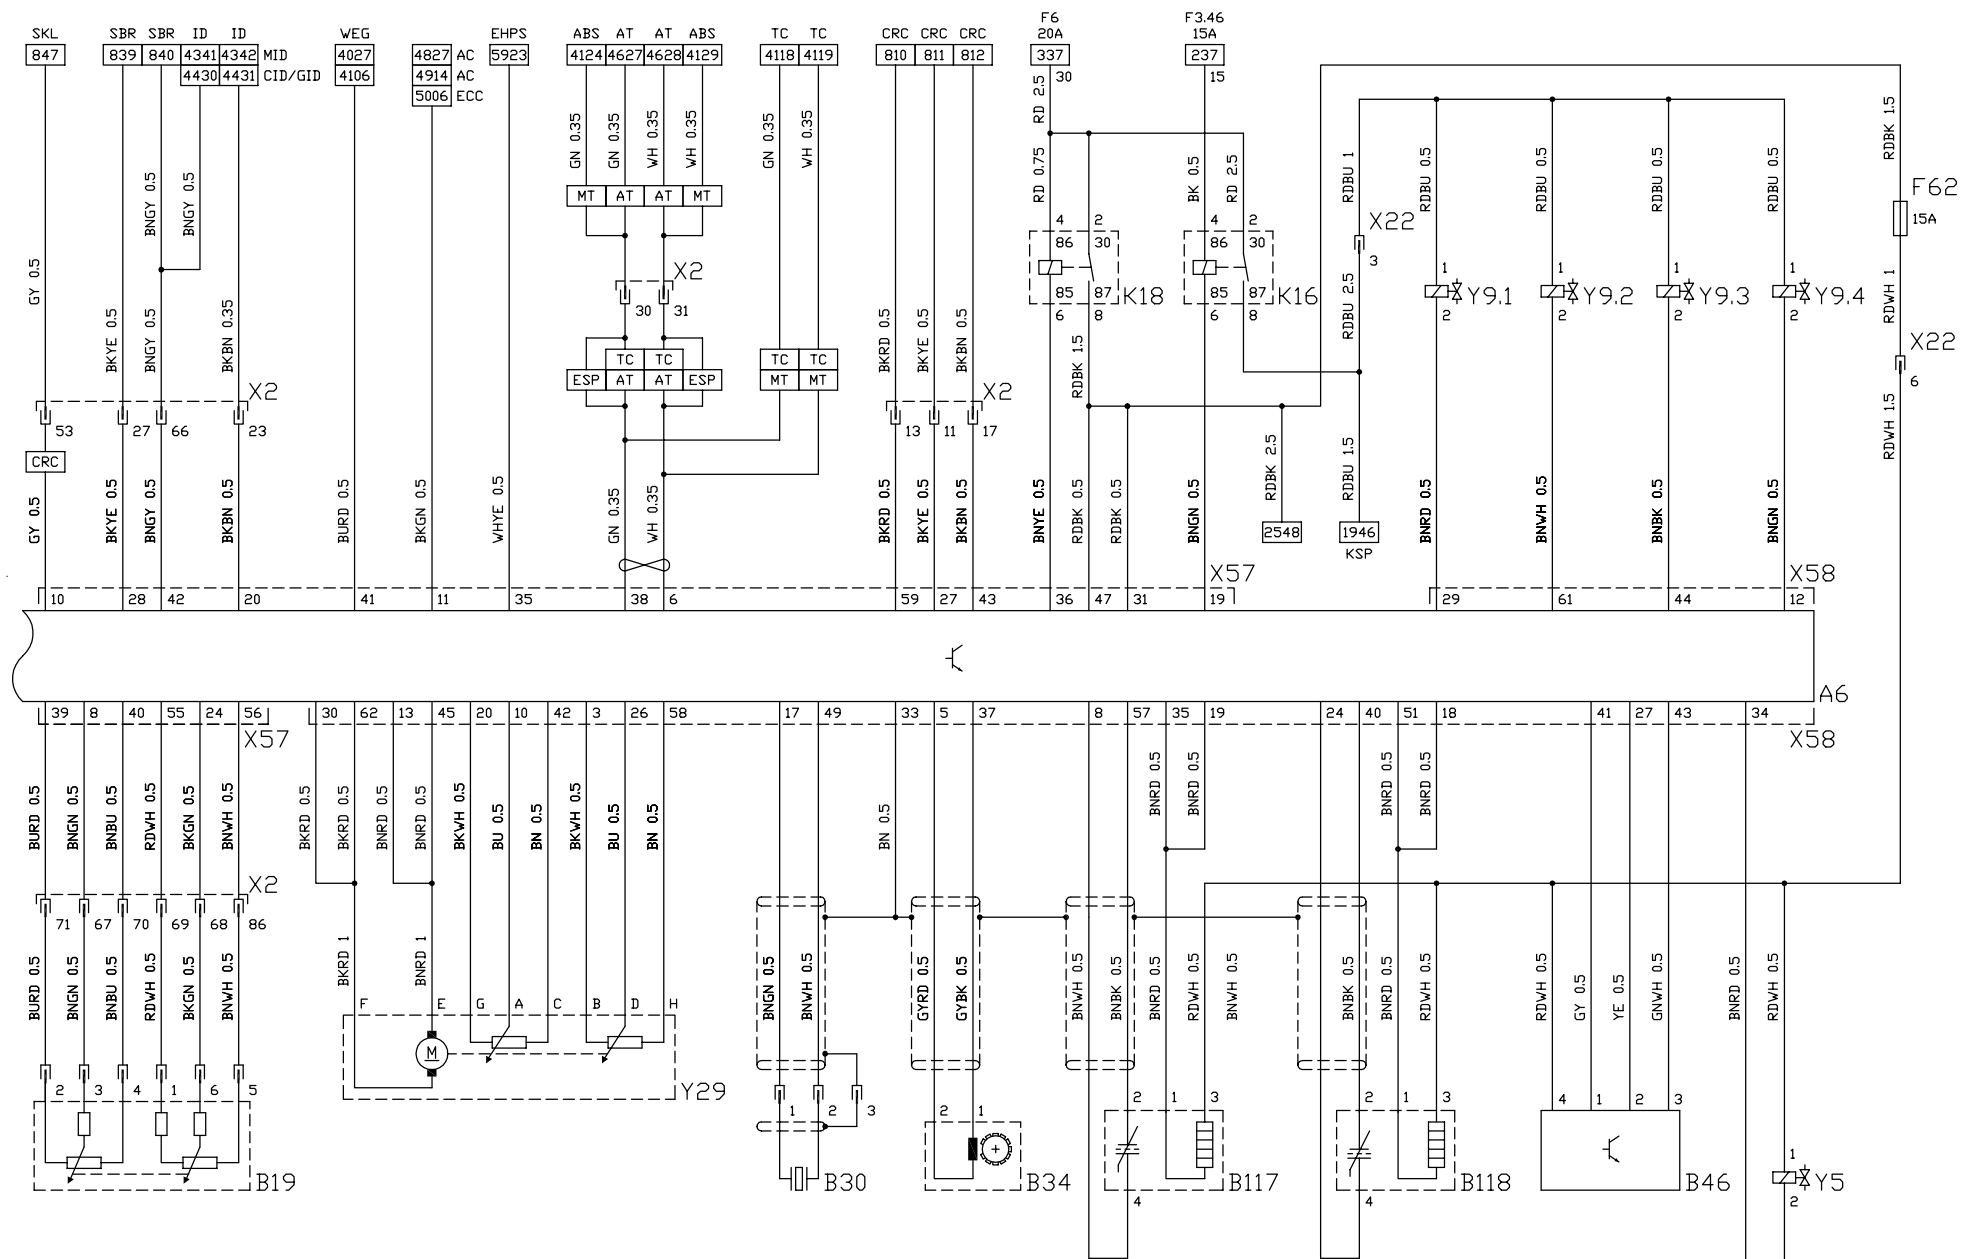 F6 F3.46
SKL SBR SBR ID ID WEG EHPS ABS AT AT ABS TC TC CRC CRC CRC 20A 15A
847 839 840 4341 4342 MID 4027 4827 AC 5923 4124 4627 4628 4129 4118 4119 810 811 812 337 237
4430 4431 CID/GID 4106 4914 AC 30 15
5006 ECC
RD 2.5
GN 0.35 GN 0.35 WH 0.35 WH 0.35 GN 0.35 WH 0.35 RDBK 1.5
BNGY 0.5 BNGY 0.5 RD 0.75 BK 0.5 RD 2.5 RDBU 1 RDBU 0.5 RDBU 0.5 RDBU 0.5 RDBU 0.5
MT AT AT MT F62
15A
4 2 4 2 X22
86 30 86 30
3
GY 0.5 X2 1 1 1 1
85 87 K18 85 87 K16 Y9.1 Y9.2 Y9.3 Y9.4 RDWH 1
30 31 6 8 6 8 2 2 2 2
BKYE 0.5 BNGY 0.5 BKBN 0.35 BKRD 0.5 BKYE 0.5 BKBN 0.5 RDBU 2.5
X22
TC TC TC TC RDBK 1.5
ESP AT AT ESP MT MT 6
X2 X2
53 27 66 23 13 11 17 RDWH 1.5
CRC
GY 0.5 BKYE 0.5 BNGY 0.5 BKBN 0.5 BURD 0.5 BKGN 0.5 WHYE 0.5 GN 0.35 WH 0.35 BKRD 0.5 BKYE 0.5 BKBN 0.5 BNYE 0.5 RDBK 0.5 RDBK 0.5 BNGN 0.5 RDBK 2.5 RDBU 1.5 BNRD 0.5 BNWH 0.5 BNBK 0.5 BNGN 0.5
2548 1946
KSP
X57 X58
10 28 42 20 41 11 35 38 6 59 27 43 36 47 31 19 29 61 44 12
A6
39 8 40 55 24 56 30 62 13 45 20 10 42 3 26 58 17 49 33 5 37 8 57 35 19 24 40 51 18 41 27 43 34
X57 X58
BNRD 0.5 BNRD 0.5 BNRD 0.5 BNRD 0.5
BURD 0.5 BNGN 0.5 BNBU 0.5 RDWH 0.5 BKGN 0.5 BNWH 0.5 BKRD 0.5 BKRD 0.5 BNRD 0.5 BNRD 0.5 BKWH 0.5 BU 0.5 BN 0.5 BKWH 0.5 BU 0.5 BN 0.5 BN 0.5
X2
71 67 70 69 68 86
BURD 0.5 BNGN 0.5 BNBU 0.5 RDWH 0.5 BKGN 0.5 BNWH 0.5 BKRD 1 BNRD 1 BNGN 0.5 BNWH 0.5 GYRD 0.5 GYBK 0.5 BNWH 0.5 BNBK 0.5 BNRD 0.5 RDWH 0.5 BNWH 0.5 BNBK 0.5 BNRD 0.5 RDWH 0.5 RDWH 0.5 GY 0.5 YE 0.5 GNWH 0.5 BNRD 0.5 RDWH 0.5
F E G A C B D H
M
Y29
2 3 4 1 6 5 1 2 3 2 1 2 1 3 2 1 3 4 1 2 3
1
B19 B30 B34 B117 B118 B46 Y5
4 4 2